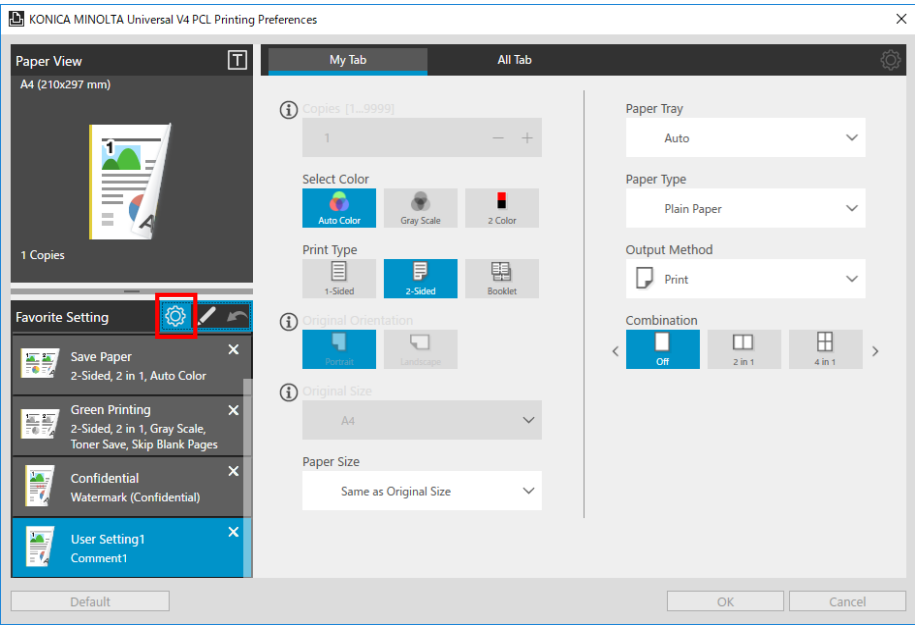 KONICA MINOLTA Universal V4 PCL Printing Preferences
Paper View
T
A4 (210x297 mm)
1
A
1 Copies
Favorite Setting
Save Paper
2-Sided, 2 in 1, Auto Color
Green Printing
2-Sided, 2 in 1, Gray Scale,
Toner Save, Skip Blank Pages
Confidential
Watermark (Confidential)
User Setting1
Comment1
My Tab
All Tab
Copies [1...9999]
1
Select Color
Auto Color
Gray Scale
2 Color
Print Type
1-Sided
2-Sided
Booklet
Original Orientation
Portrait
Landscape
Original Size
A4
Paper Size
Same as Original Size
Paper Tray
Auto
Paper Type
Plain Paper
Output Method
Print
Combination
Off
2 in 1
4 in 1
Default
OK
Cancel